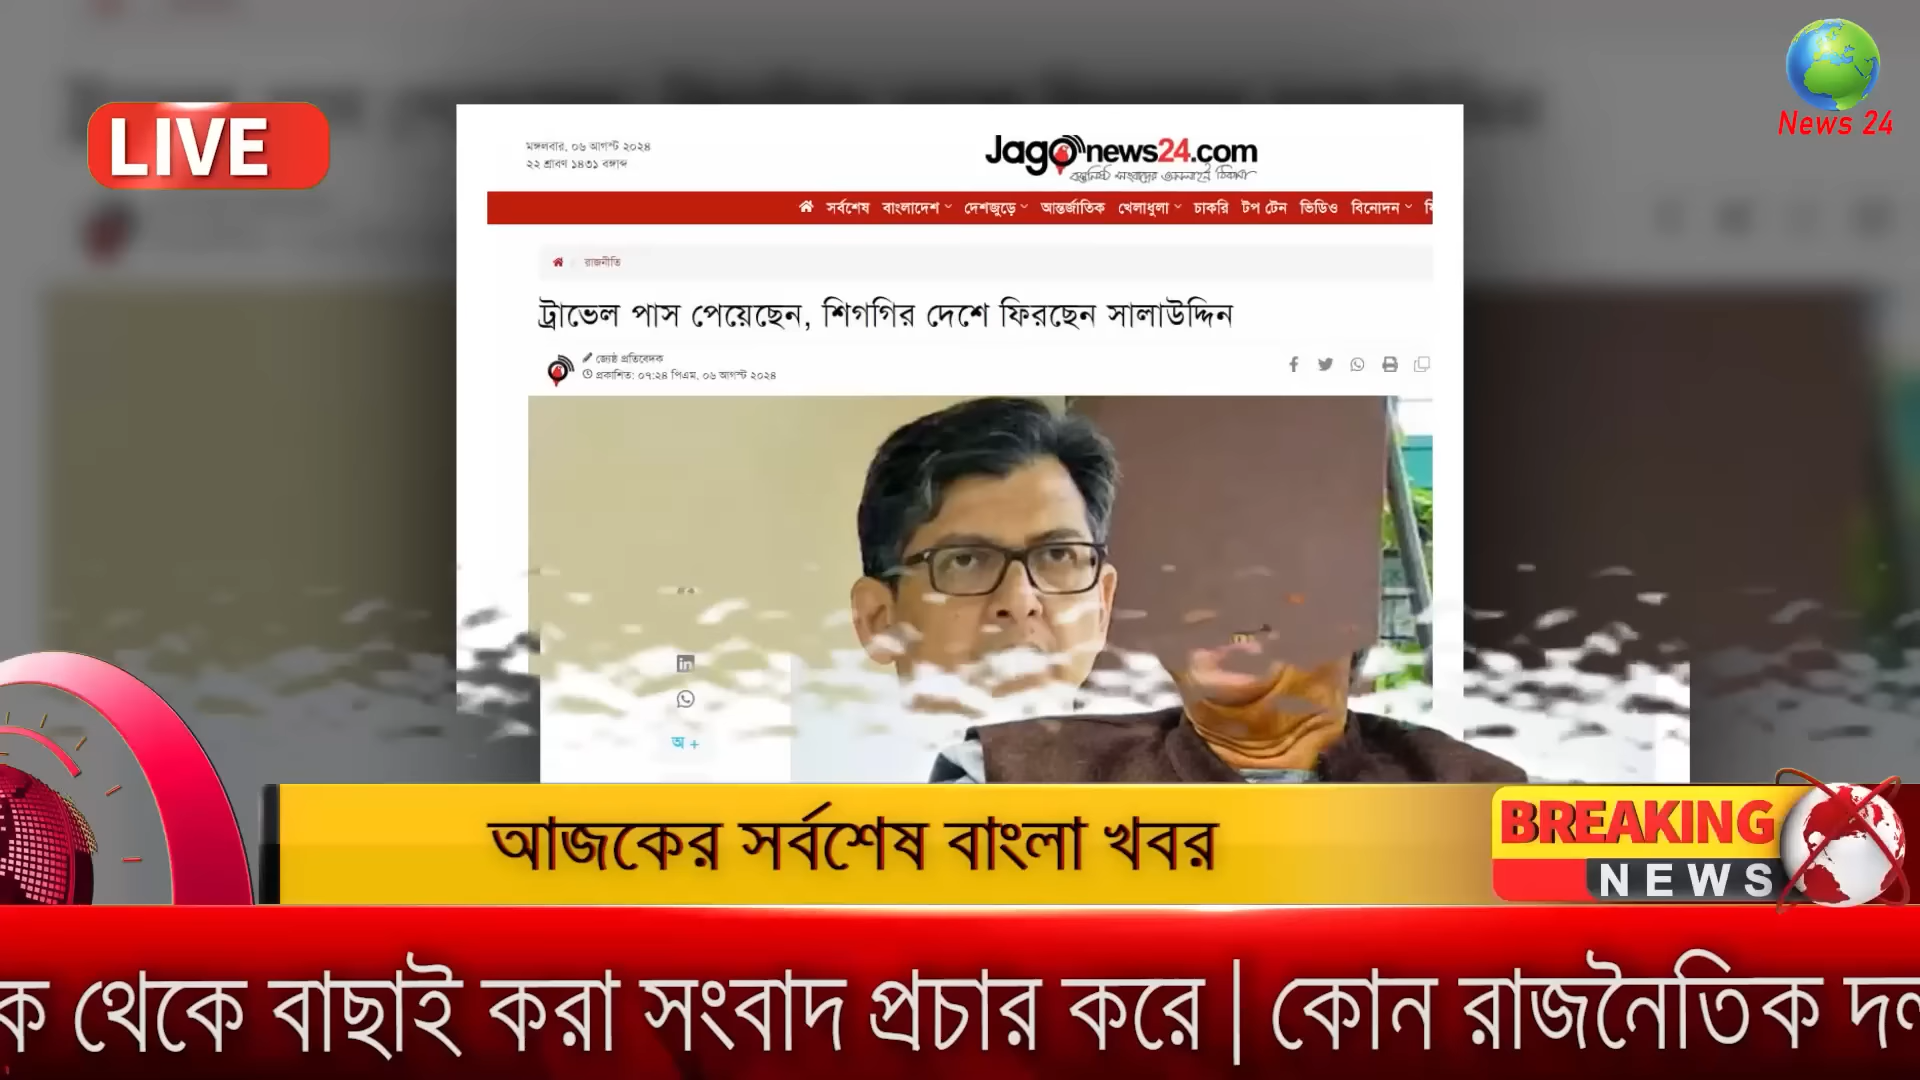 News 24
LIVE
মঙ্গলবার, ০৬ আগস্ট ২০২৪
২২ শ্রাবণ ১৪৩১ বঙ্গাব্দ
Jagonews24.com
সর্বশেষ বাংলাদেশ দেশজুড়ে আন্তর্জাতিক খেলাধুলা চাকরি টপ টেন ভিডিও বিনোদন
রাজনীতি
ট্রাভেল পাস পেয়েছেন, শিগগির দেশে ফিরছেন সালাউদ্দিন
জ্যেষ্ঠ প্রতিবেদক
প্রকাশিত: ০৭:২৪ পিএম, ০৬ আগস্ট ২০২৪
অ +
আজকের সর্বশেষ বাংলা খবর
BREAKING
NEWS
ক থেকে বাছাই করা সংবাদ প্রচার করে | কোন রাজনৈতিক দল